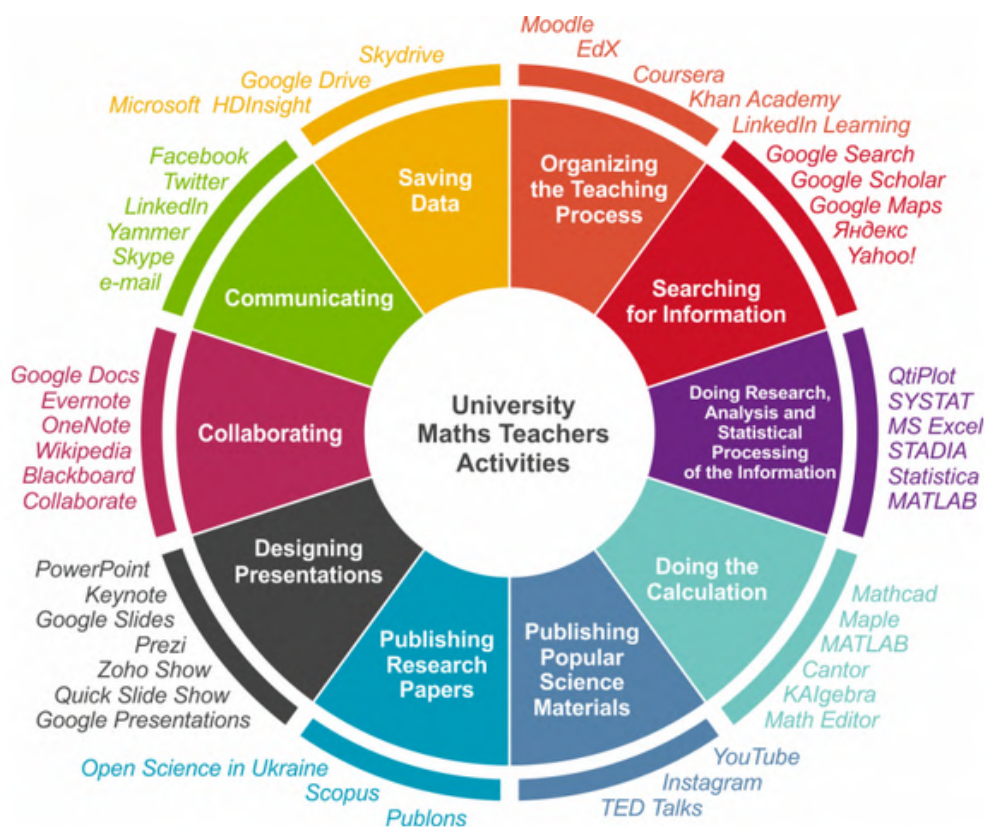 University
Maths Teachers
Activities
Organizing
the Teaching
Process
Moodle
EdX
Coursera
Khan Academy
LinkedIn Learning
Searching
for Information
Google Search
Google Scholar
Google Maps
Яндекс
Yahoo!
Doing Research,
Analysis and
Statistical
Processing
of the Information
QtiPlot
SYSTAT
MS Excel
STADIA
Statistica
MATLAB
Doing the
Calculation
Mathcad
Maple
MATLAB
Cantor
KAlgebra
Math Editor
Publishing
Popular
Science
Materials
YouTube
Instagram
TED Talks
Publishing
Research
Papers
Open Science in Ukraine
Scopus
Publons
Designing
Presentations
PowerPoint
Keynote
Google Slides
Prezi
Zoho Show
Quick Slide Show
Google Presentations
Collaborating
Google Docs
Evernote
OneNote
Wikipedia
Blackboard
Collaborate
Communicating
Facebook
Twitter
LinkedIn
Yammer
Skype
e-mail
Saving
Data
Skydrive
Google Drive
Microsoft HDInsight